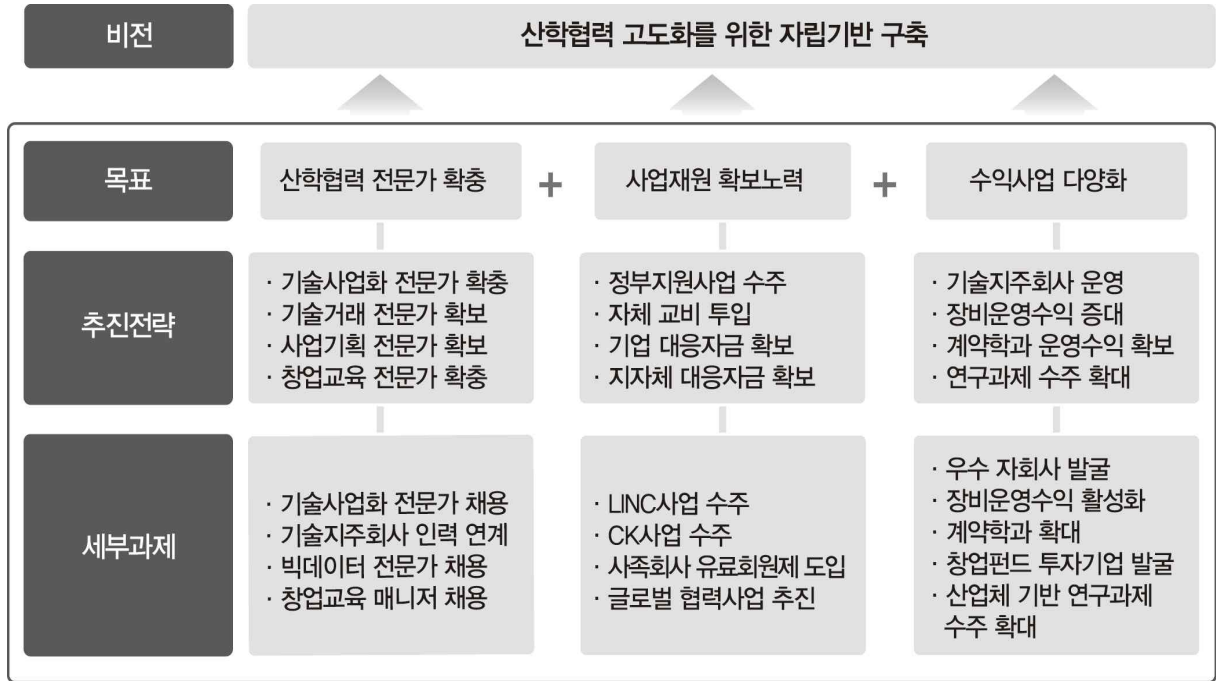 비전
산학협력 고도화를 위한 자립기반 구축
목표
산학협력 전문가 확충
+
사업재원 확보노력
+
수익사업 다양화
추진전략
· 기술사업화 전문가 확충
· 기술거래 전문가 확보
· 사업기획 전문가 확보
· 창업교육 전문가 확충
· 정부지원사업 수주
· 자체 교비 투입
· 기업 대응자금 확보
· 지자체 대응자금 확보
· 기술지주회사 운영
· 장비운영수익 증대
· 계약학과 운영수익 확보
· 연구과제 수주 확대
세부과제
· 기술사업화 전문가 채용
· 기술지주회사 인력 연계
· 빅데이터 전문가 채용
· 창업교육 매니저 채용
· LINC사업 수주
· CK사업 수주
· 사족회사 유료회원제 도입
· 글로벌 협력사업 추진
· 우수 자회사 발굴
· 장비운영수익 활성화
· 계약학과 확대
· 창업펀드 투자기업 발굴
· 산업체 기반 연구과제
수주 확대